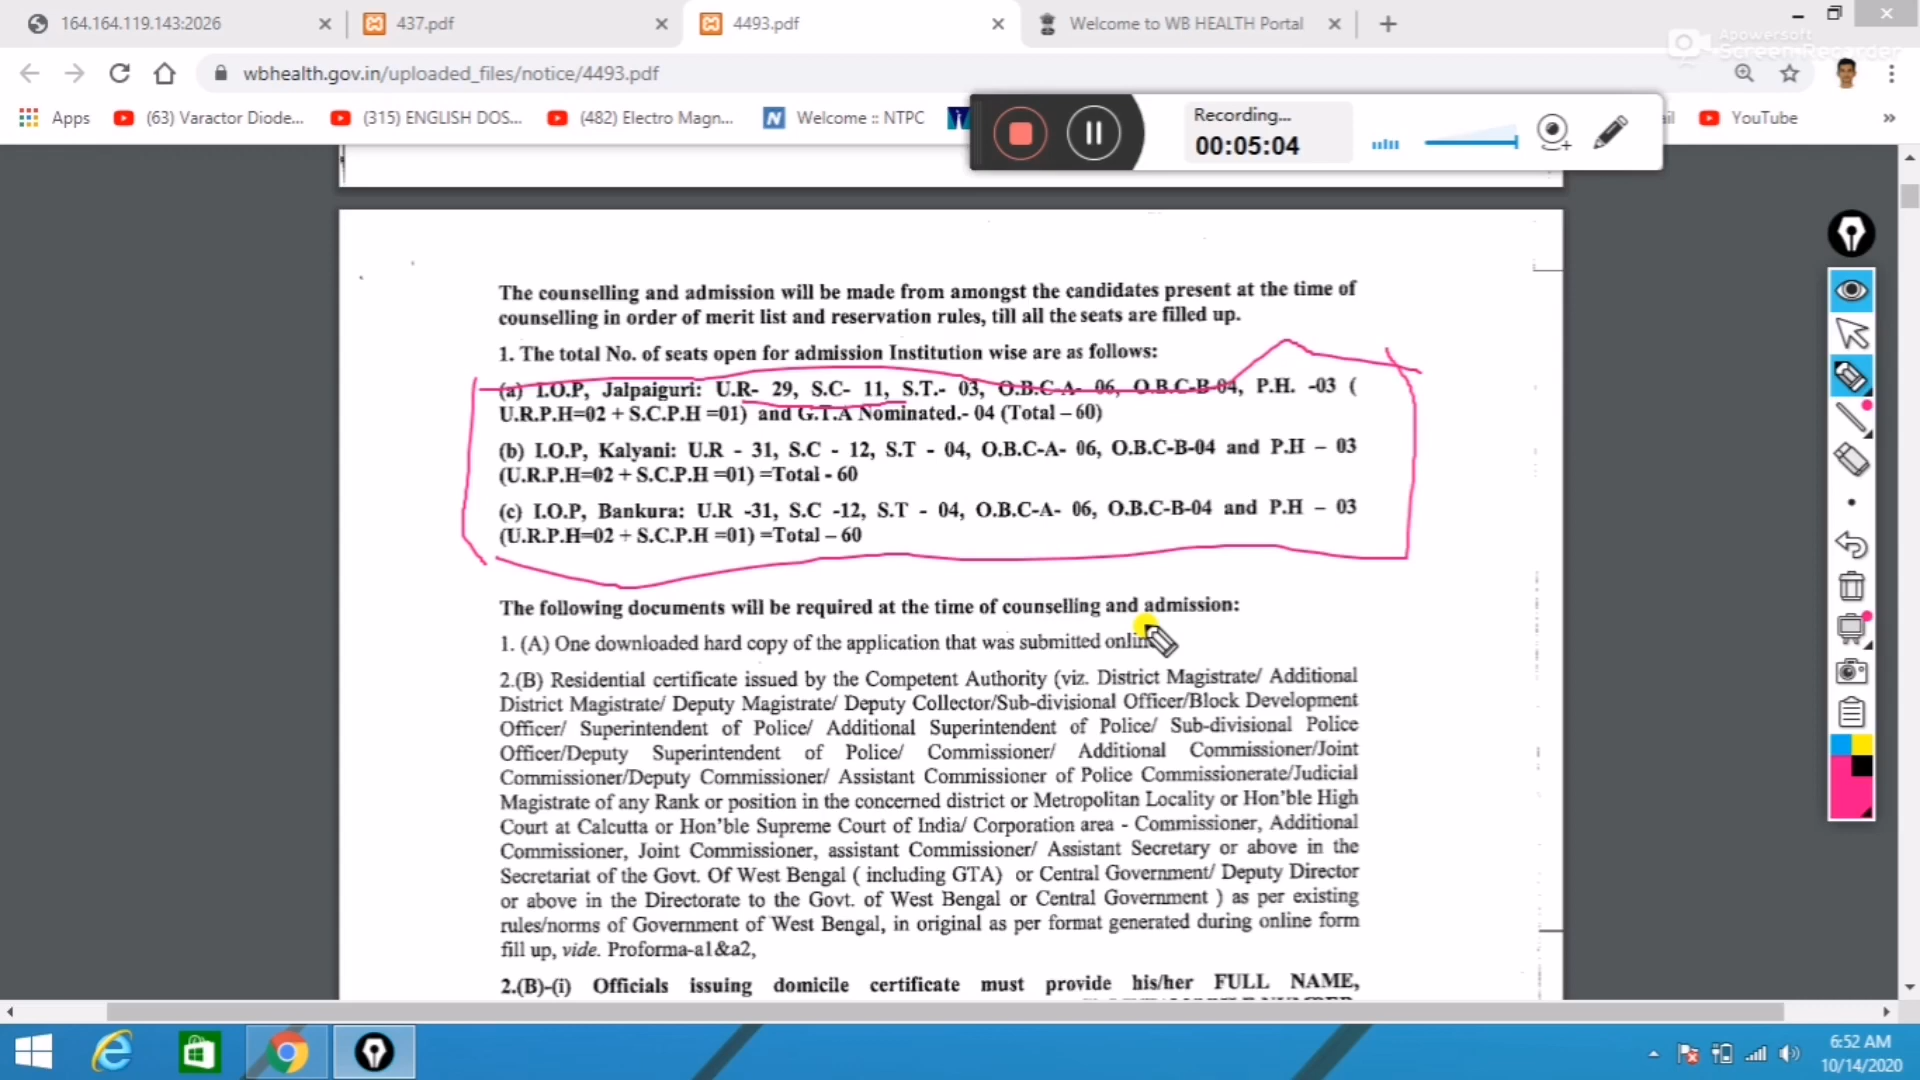 164.164.119.143:2026
437.pdf
4493.pdf
Welcome to WB HEALTH Portal
Apowersoft
Screen Recorder
wbhealth.gov.in/uploaded_files/notice/4493.pdf
Apps
(63) Varactor Diode...
(315) ENGLISH DOS...
(482) Electro Magn...
Welcome :: NTPC
Recording...
00:05:04
ail
YouTube
»
The counselling and admission will be made from amongst the candidates present at the time of
counselling in order of merit list and reservation rules, till all the seats are filled up.
1. The total No. of seats open for admission Institution wise are as follows:
(a) I.O.P, Jalpaiguri: U.R- 29, S.C- 11, S.T.- 03, O.B.C-A- 06, O.B.C-B-04, P.H. -03 (
U.R.P.H=02 + S.C.P.H =01) and G.T.A Nominated.- 04 (Total – 60)
(b) I.O.P, Kalyani: U.R - 31, S.C - 12, S.T - 04, O.B.C-A- 06, O.B.C-B-04 and P.H – 03
(U.R.P.H=02 + S.C.P.H =01) =Total - 60
(c) I.O.P, Bankura: U.R -31, S.C -12, S.T - 04, O.B.C-A- 06, O.B.C-B-04 and P.H – 03
(U.R.P.H=02 + S.C.P.H =01) =Total – 60
The following documents will be required at the time of counselling and admission:
1. (A) One downloaded hard copy of the application that was submitted onlin
2.(B) Residential certificate issued by the Competent Authority (viz. District Magistrate/ Additional
District Magistrate/ Deputy Magistrate/ Deputy Collector/Sub-divisional Officer/Block Development
Officer/ Superintendent of Police/ Additional Superintendent of Police/ Sub-divisional Police
Officer/Deputy Superintendent of Police/ Commissioner/ Additional Commissioner/Joint
Commissioner/Deputy Commissioner/ Assistant Commissioner of Police Commissionerate/Judicial
Magistrate of any Rank or position in the concerned district or Metropolitan Locality or Hon'ble High
Court at Calcutta or Hon'ble Supreme Court of India/ Corporation area - Commissioner, Additional
Commissioner, Joint Commissioner, assistant Commissioner/ Assistant Secretary or above in the
Secretariat of the Govt. Of West Bengal ( including GTA) or Central Government/ Deputy Director
or above in the Directorate to the Govt. of West Bengal or Central Government ) as per existing
rules/norms of Government of West Bengal, in original as per format generated during online form
fill up, vide. Proforma-a1&a2,
2.(B)-(i) Officials issuing domicile certificate must provide his/her FULL NAME,
6:52 AM
10/14/2020